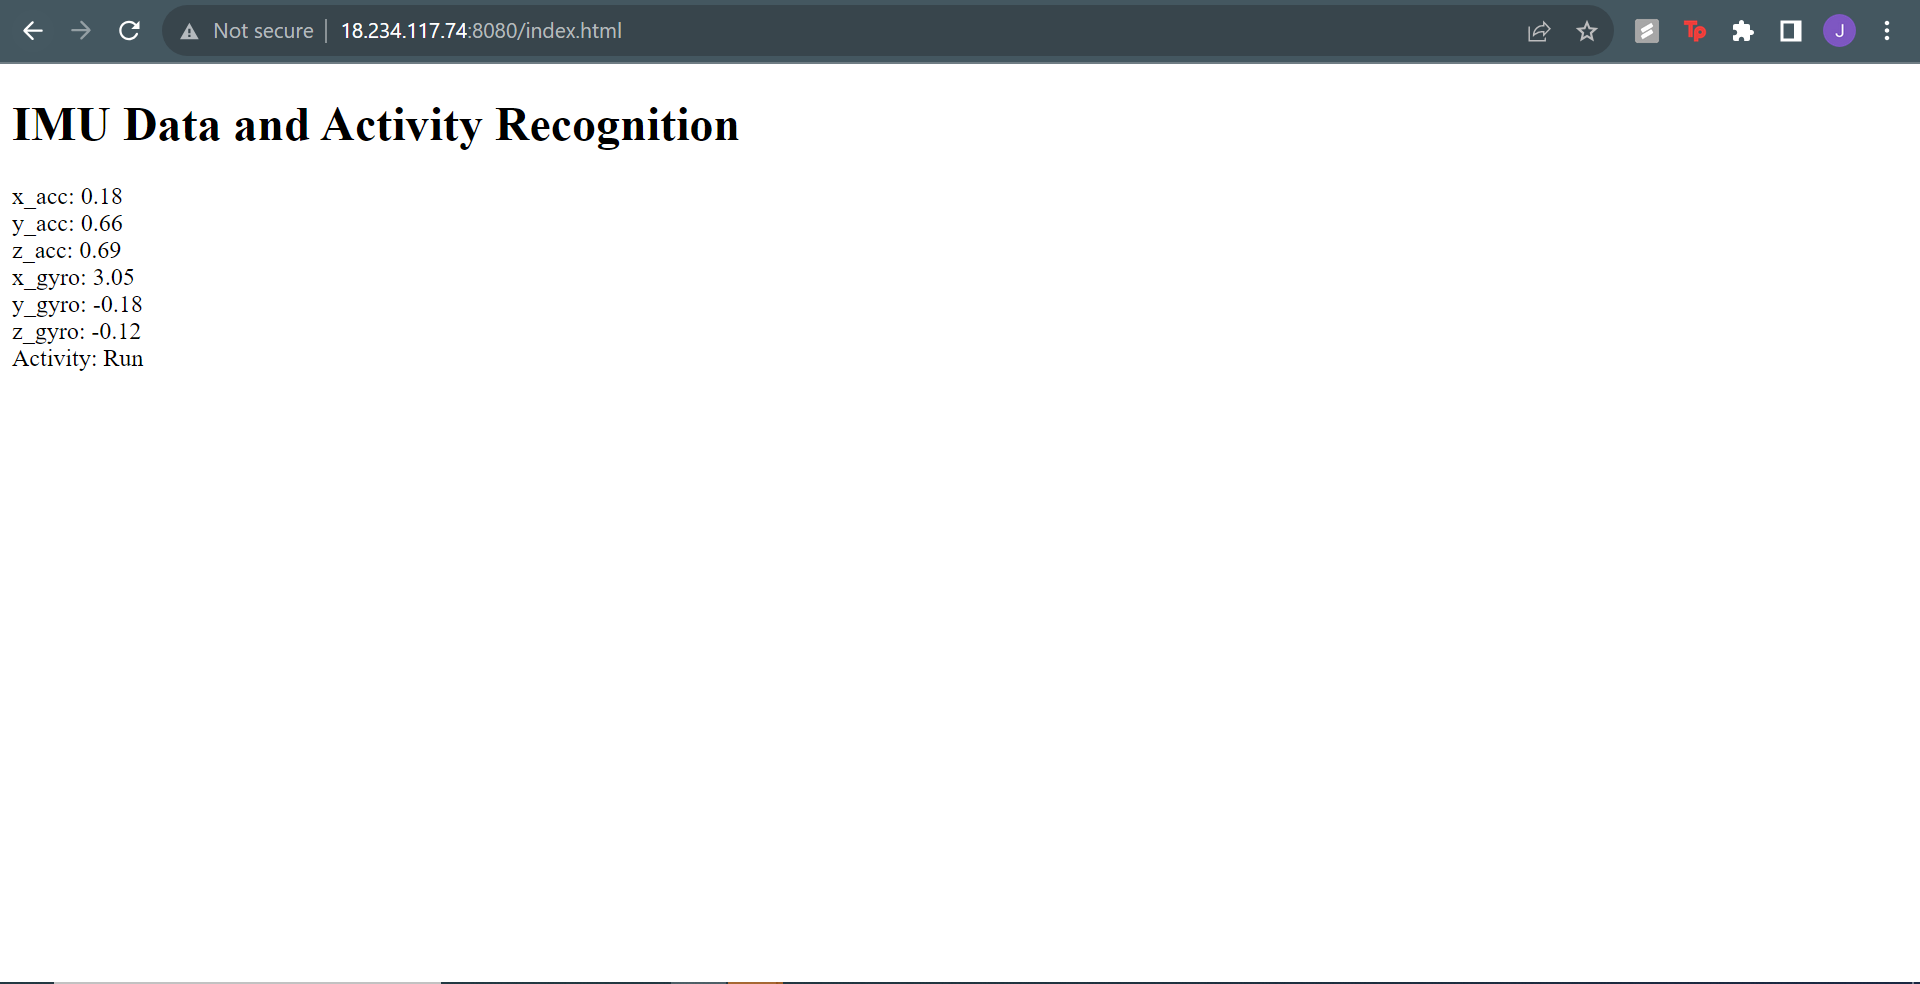 Not secure | 18.234.117.74:8080/index.html
Tp
J
IMU Data and Activity Recognition
x_acc: 0.18
y_acc: 0.66
z_acc: 0.69
x_gyro: 3.05
y_gyro: -0.18
z_gyro: -0.12
Activity: Run